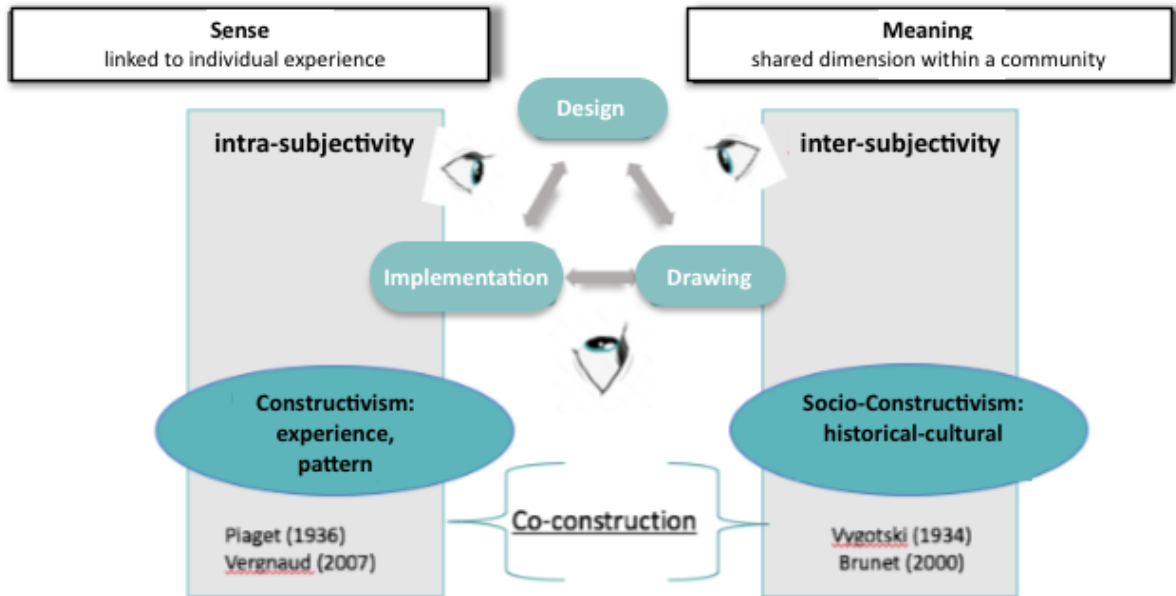 Sense
linked to individual experience
Meaning
shared dimension within a community
Design
intra-subjectivity
inter-subjectivity
Implementation
Drawing
Constructivism:
experience,
pattern
Socio-Constructivism:
historical-cultural
Co-construction
Piaget (1936)
Vergnaud (2007)
Vygotski (1934)
Brunet (2000)